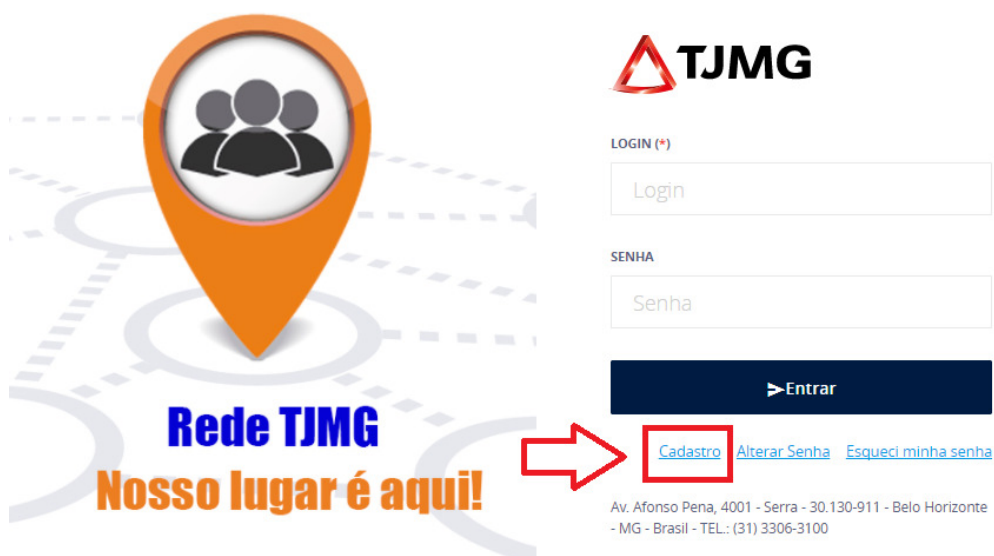 Rede TJMG
Nosso lugar é aqui!
TJMG
LOGIN (*)
Login
SENHA
Senha
Entrar
Cadastro Alterar Senha Esqueci minha senha
Av. Afonso Pena, 4001 - Serra - 30.130-911 - Belo Horizonte
- MG - Brasil - TEL.: (31) 3306-3100